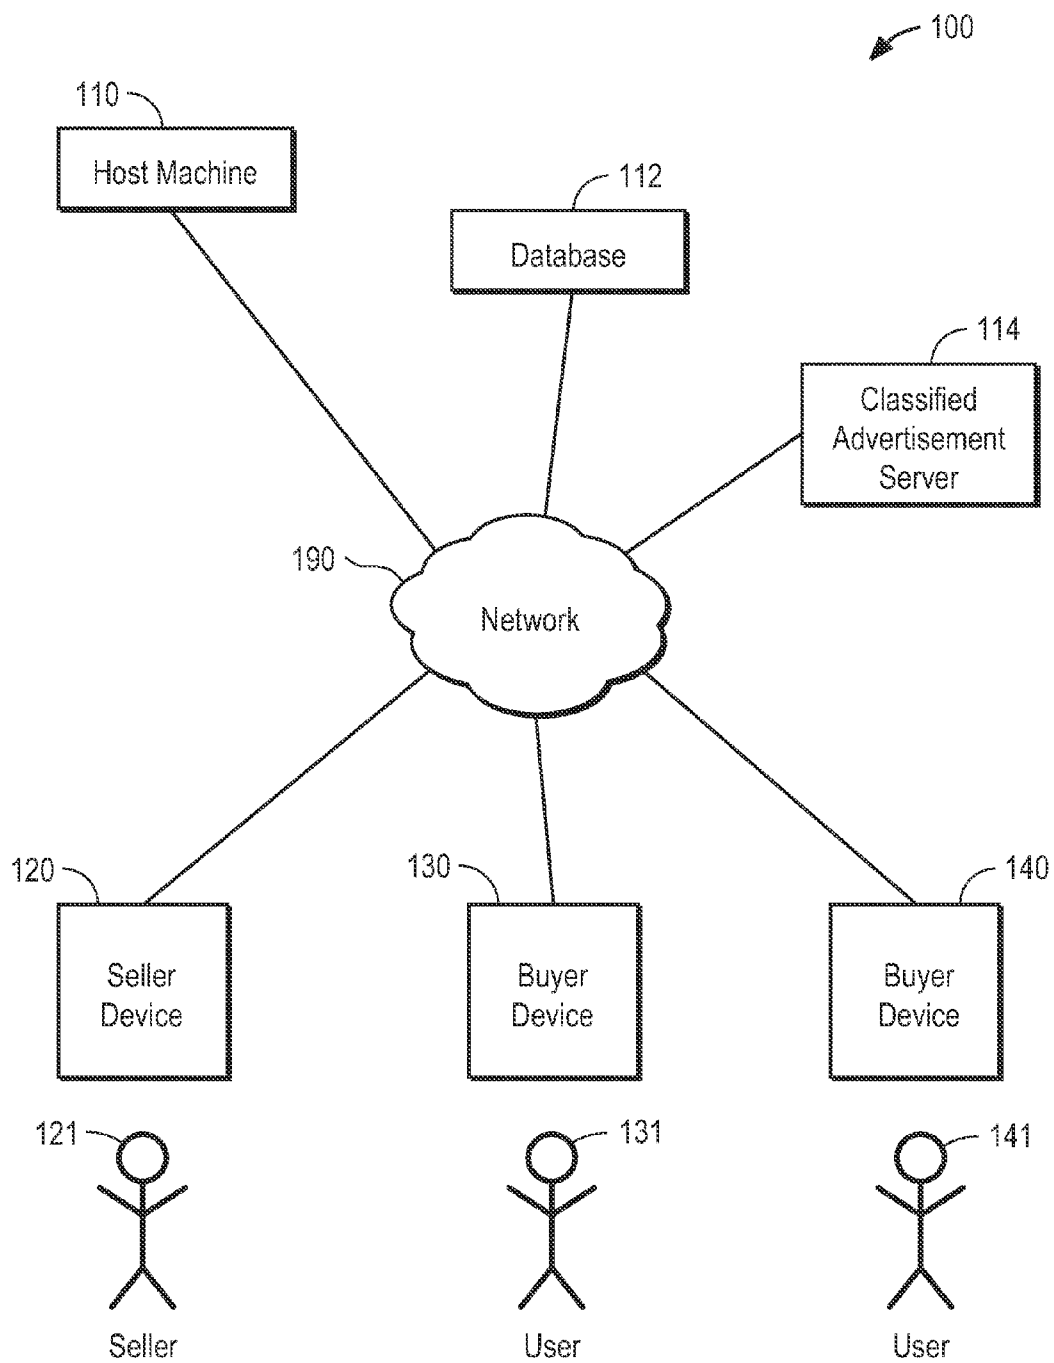 100
110
Host Machine
112
Database
114
Classified
Advertisement
Server
190
Network
120
130
140
Seller
Device
Buyer
Device
Buyer
Device
121
131
141
Seller
User
User